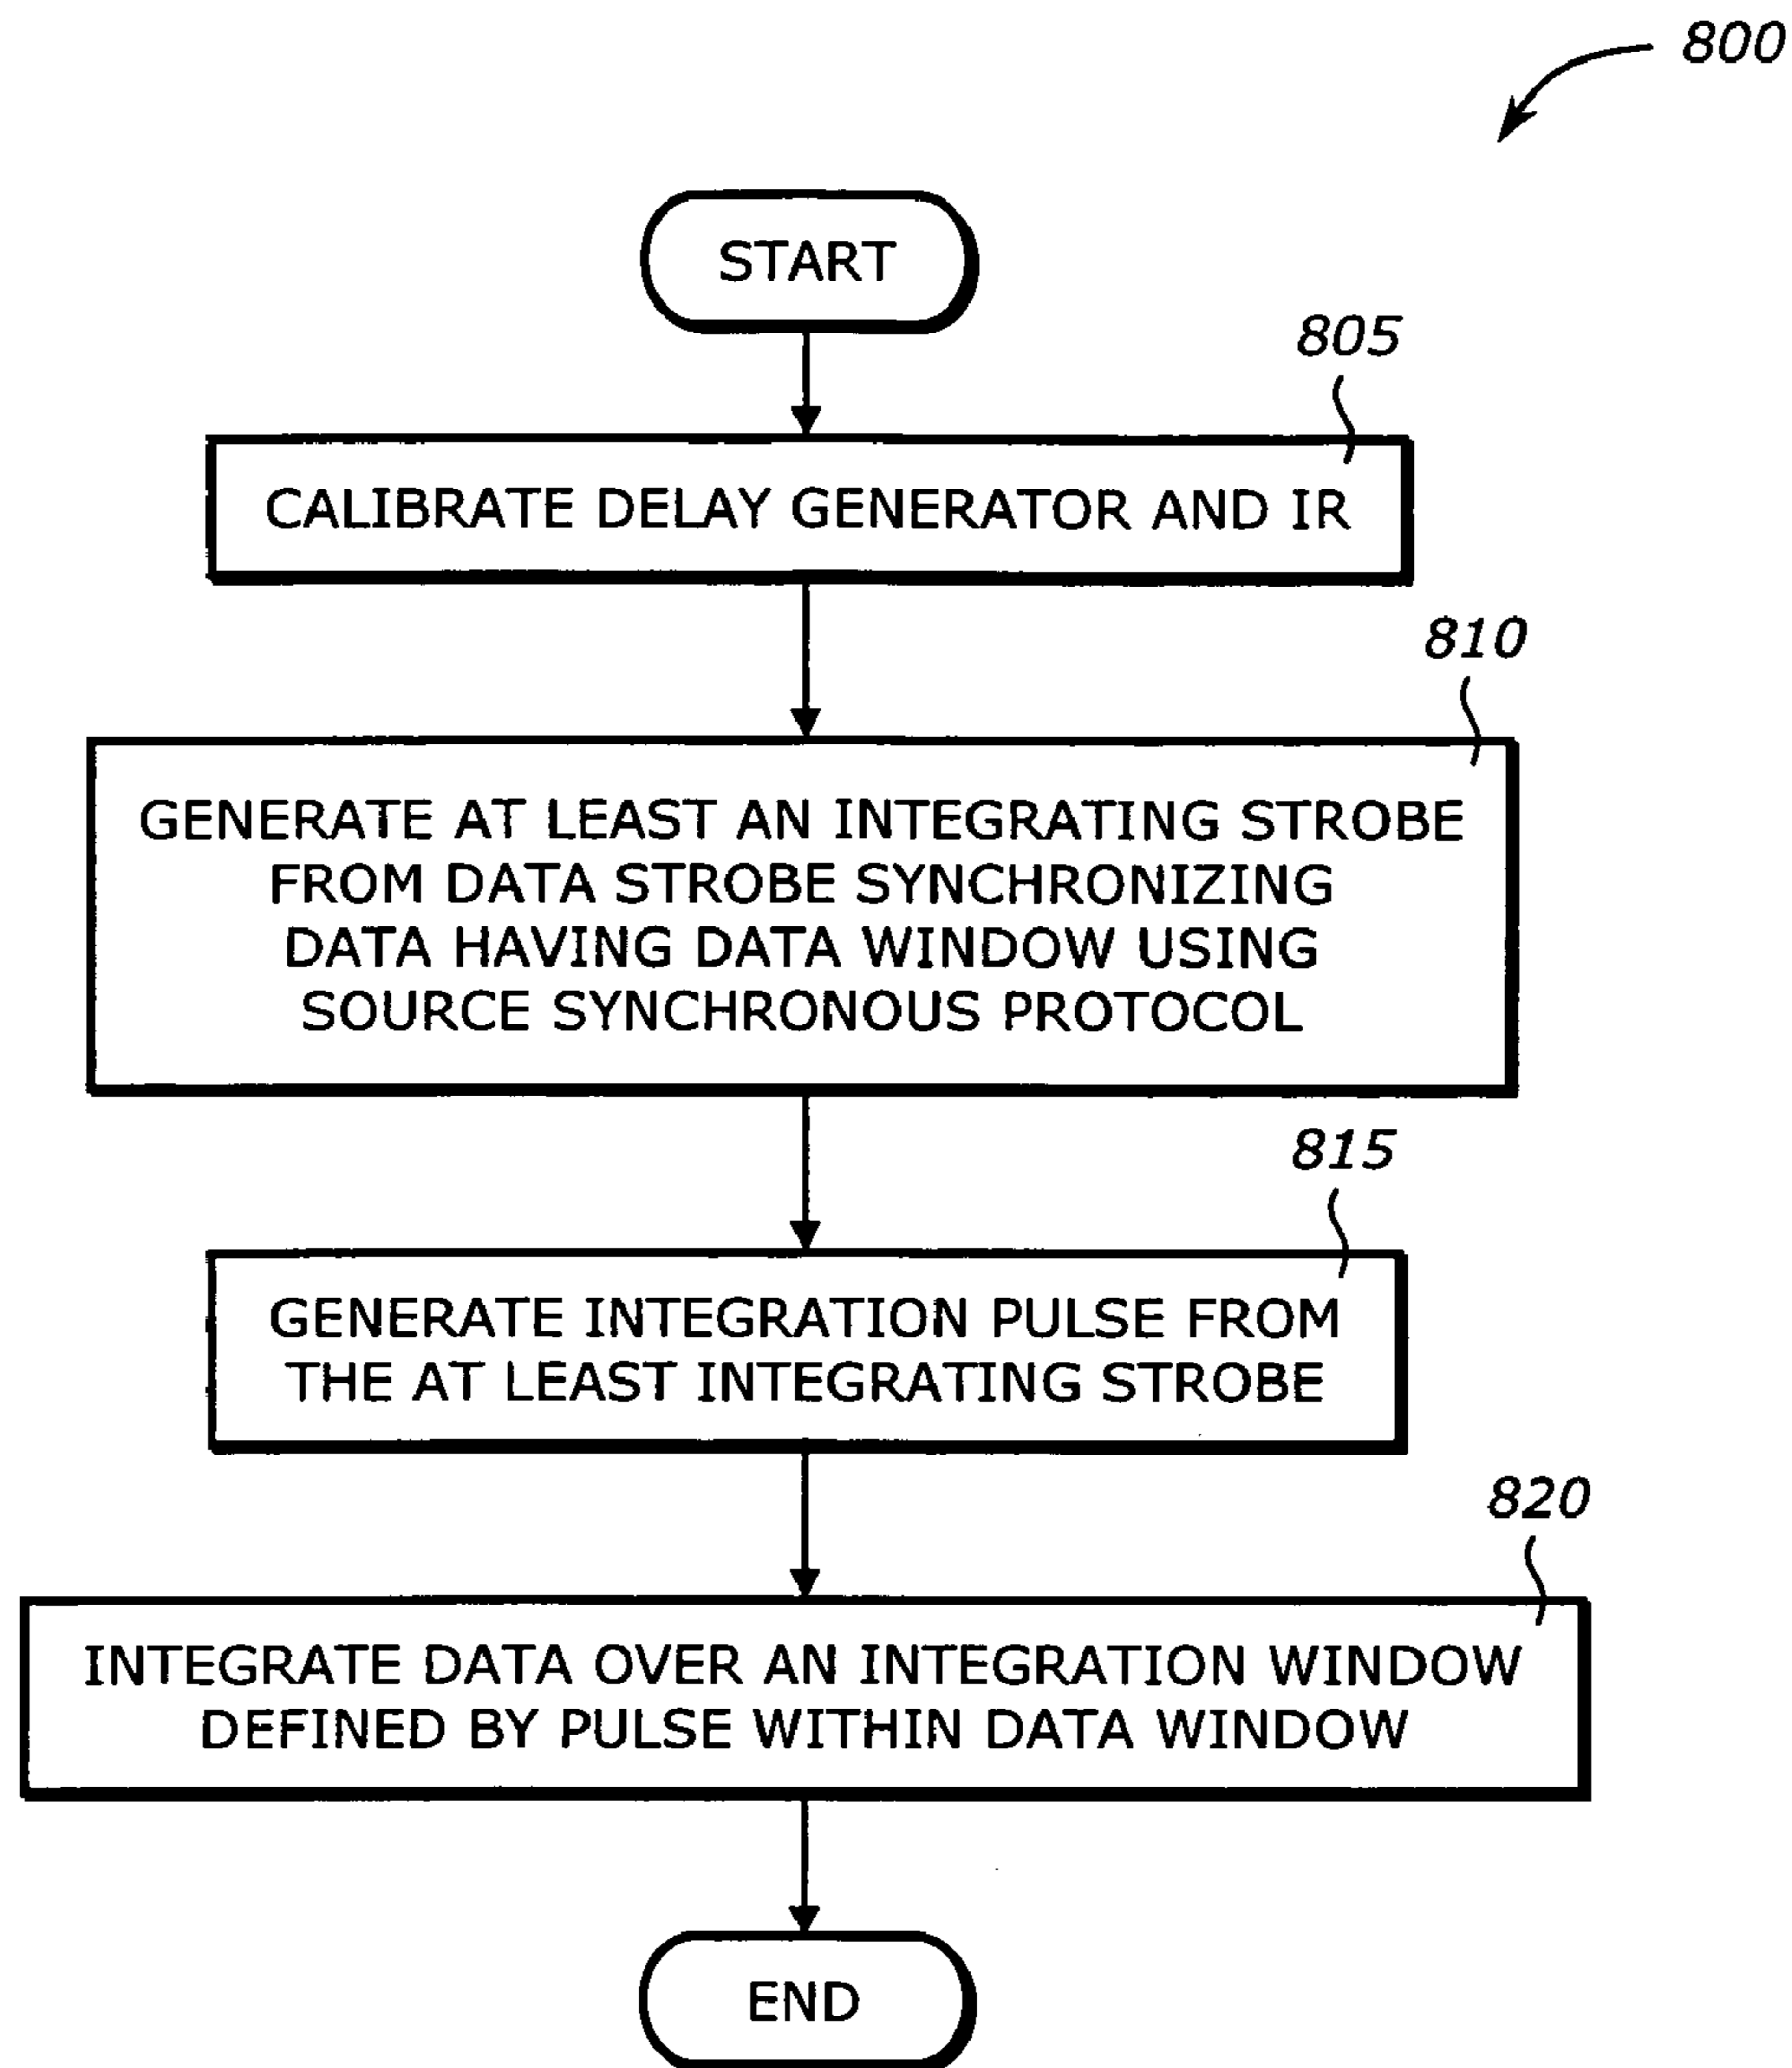 800
START
805
CALIBRATE DELAY GENERATOR AND IR
810
GENERATE AT LEAST AN INTEGRATING STROBE
FROM DATA STROBE SYNCHRONIZING
DATA HAVING DATA WINDOW USING
SOURCE SYNCHRONOUS PROTOCOL
815
GENERATE INTEGRATION PULSE FROM
THE AT LEAST INTEGRATING STROBE
820
INTEGRATE DATA OVER AN INTEGRATION WINDOW
DEFINED BY PULSE WITHIN DATA WINDOW
END